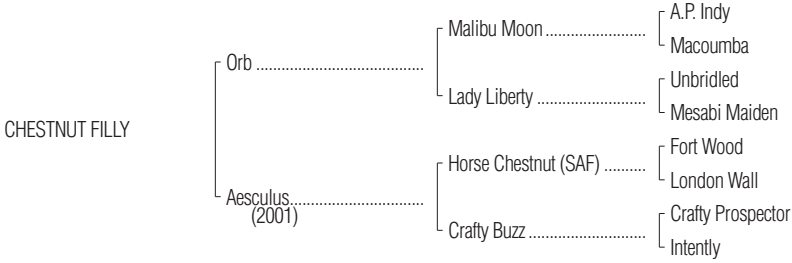 A.P. Indy
Malibu Moon ........................
Macoumba
Orb ........................................
Unbridled
Lady Liberty ..........................
Mesabi Maiden
CHESTNUT FILLY
Fort Wood
Horse Chestnut (SAF) ..........
London Wall
Aesculus................................
(2001)
Crafty Prospector
Crafty Buzz ............................
Intently